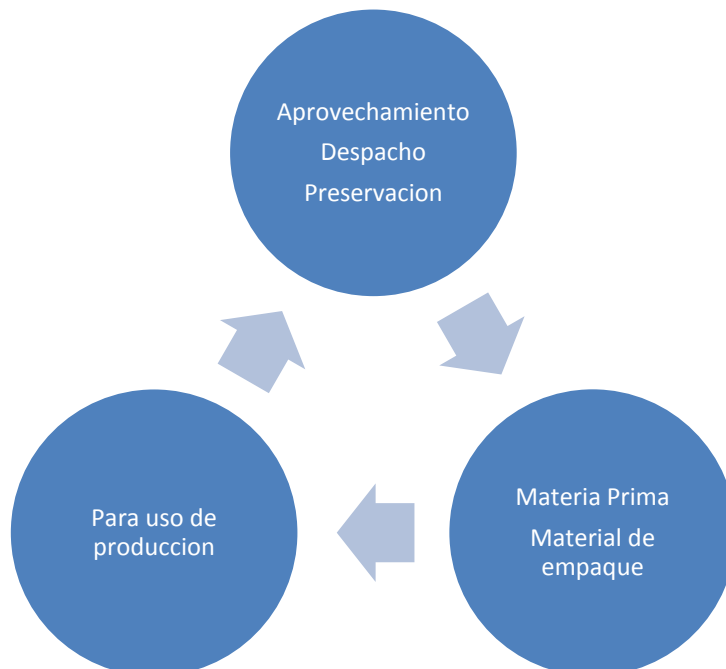 Aprovechamiento
Despacho
Preservacion
Materia Prima
Material de
empaque
Para uso de
produccion